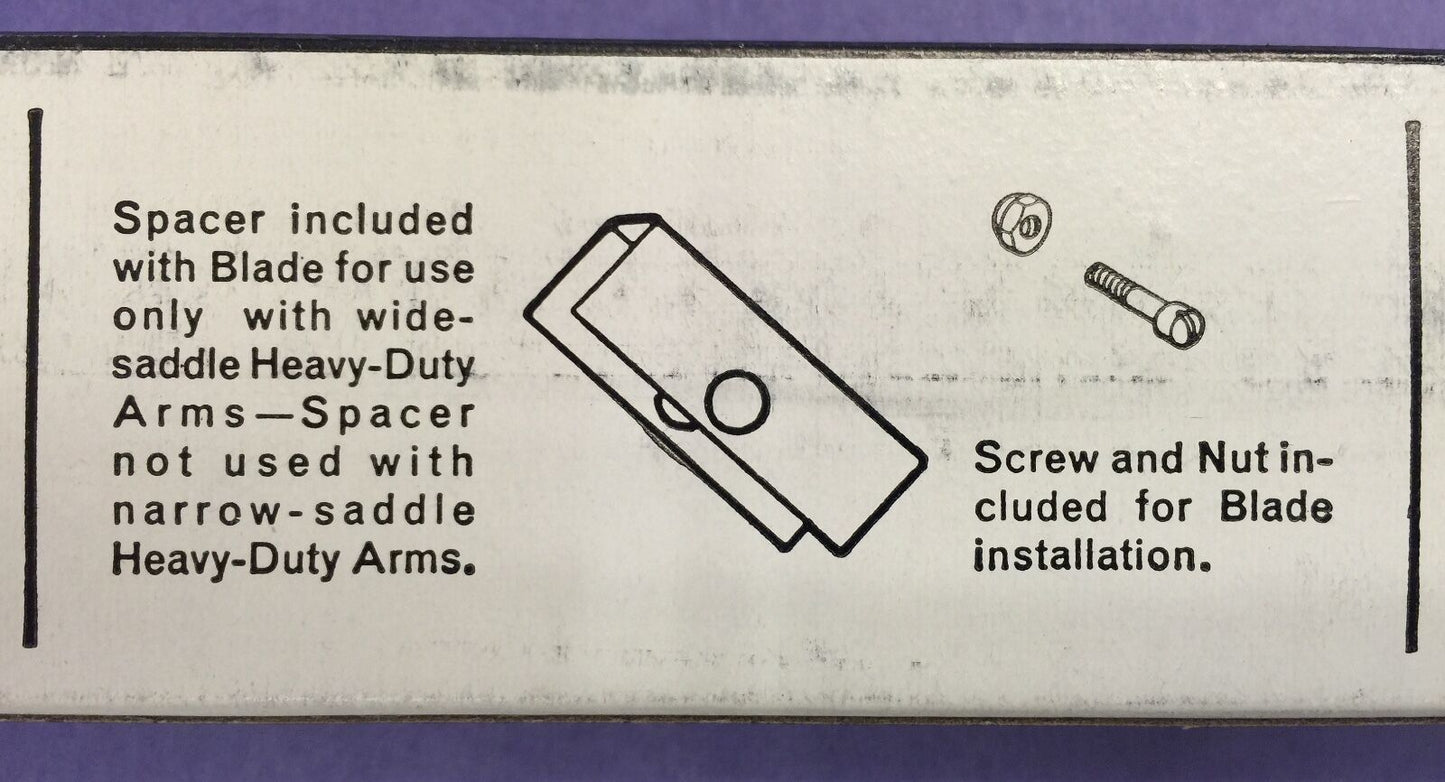 Spacer included
with Blade for use
only with wide-
saddle Heavy-Duty
Arms—Spacer
not used with
narrow-saddle
Heavy-Duty Arms.
Screw and Nut in-
cluded for Blade
installation.